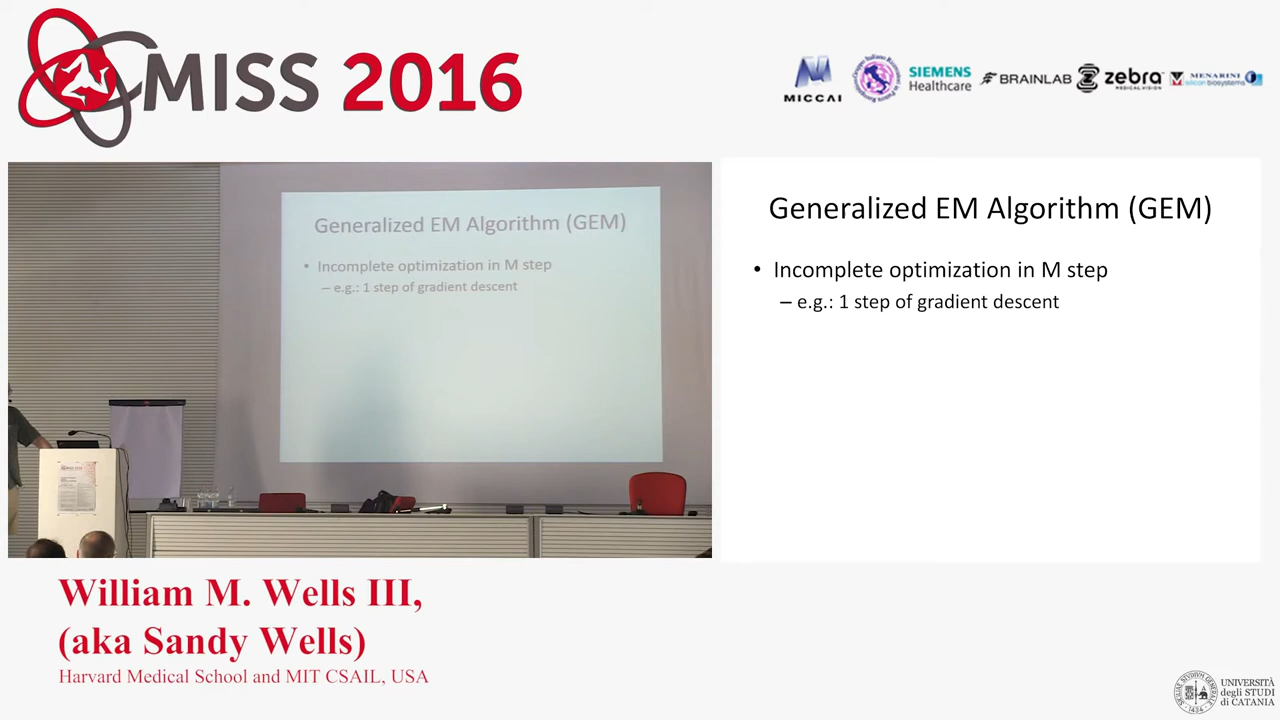 MISS 2016
MICCAI
SIEMENS
Healthcare
BRAINLAB
zebra
MEDICAL VISION
MENARINI
silicon biosystems
Generalized EM Algorithm (GEM)
• Incomplete optimization in M step
– e.g.: 1 step of gradient descent
Generalized EM Algorithm (GEM)
• Incomplete optimization in M step
– e.g.: 1 step of gradient descent
William M. Wells III,
(aka Sandy Wells)
Harvard Medical School and MIT CSAIL, USA
UNIVERSITÀ
degli STUDI
di CATANIA